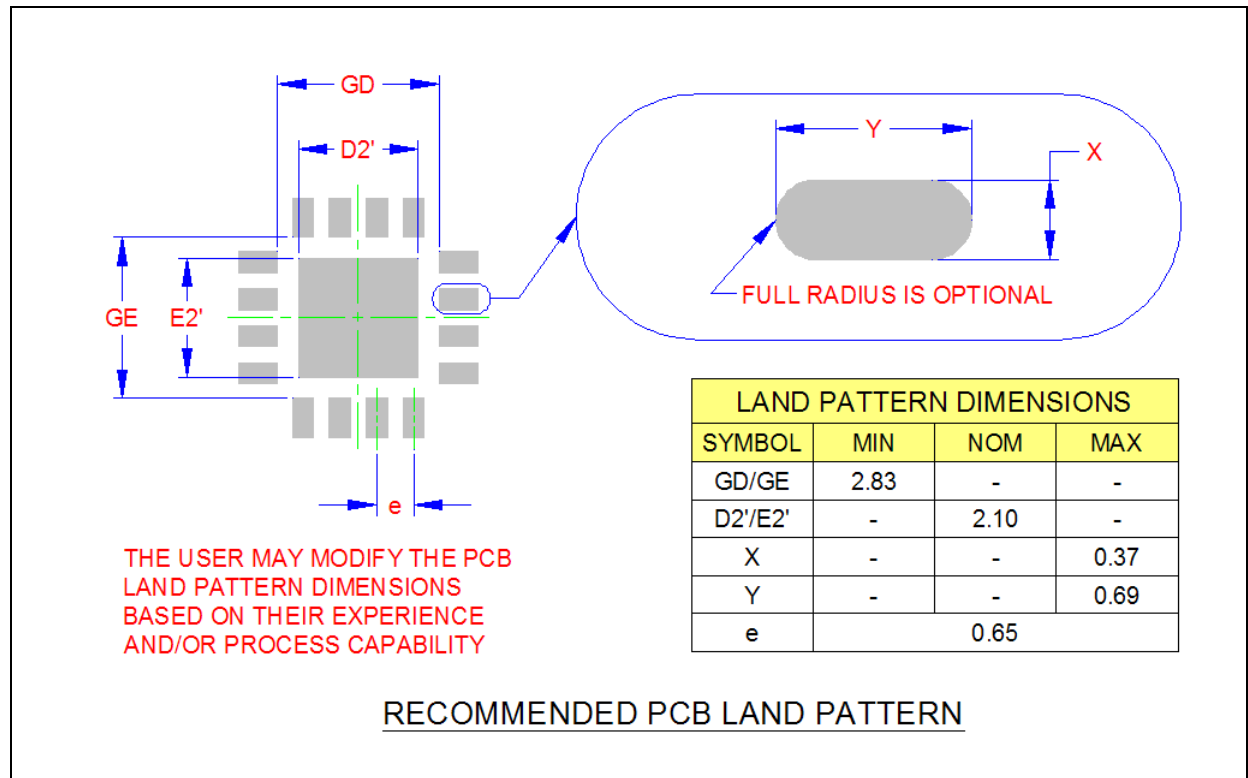 GD
D2'
GE
E2'
e
Y
X
FULL RADIUS IS OPTIONAL
THE USER MAY MODIFY THE PCB
LAND PATTERN DIMENSIONS
BASED ON THEIR EXPERIENCE
AND/OR PROCESS CAPABILITY
LAND PATTERN DIMENSIONS
SYMBOL MIN NOM MAX
GD/GE 2.83 - -
D2'/E2' - 2.10 -
X - - 0.37
Y - - 0.69
e 0.65
RECOMMENDED PCB LAND PATTERN